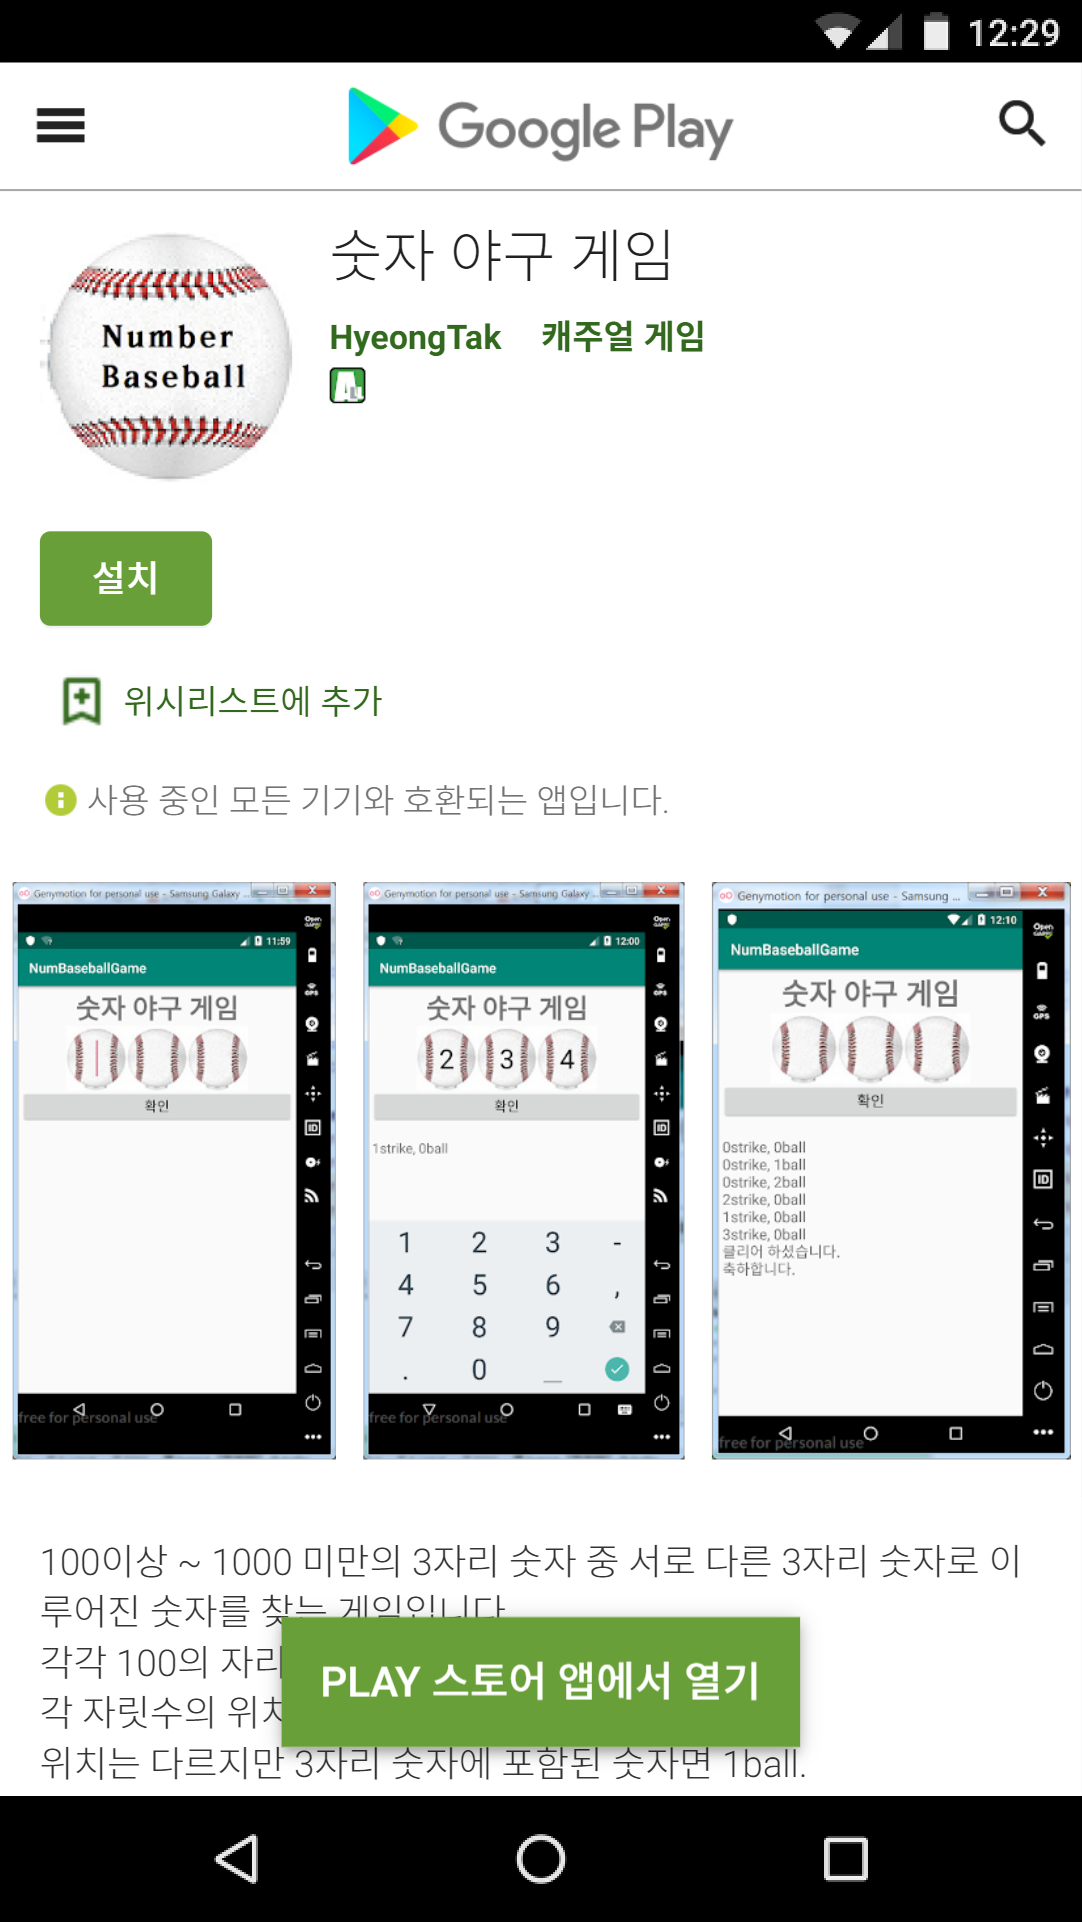 12:29
Google Play
숫자 야구 게임
Number
Baseball
HyeongTak 캐주얼 게임
설치
위시리스트에 추가
사용 중인 모든 기기와 호환되는 앱입니다.
Genymotion for personal use - Samsung Galaxy ...
11:59
NumBaseballGame
숫자 야구 게임
확인
GPS
ID
free for personal use
Genymotion for personal use - Samsung Galaxy ...
12:00
NumBaseballGame
숫자 야구 게임
2 3 4
확인
1strike, 0ball
1 2 3 -
4 5 6 ,
7 8 9
. 0 _
GPS
ID
free for personal use
Genymotion for personal use - Samsung ...
12:10
NumBaseballGame
숫자 야구 게임
확인
0strike, 0ball
0strike, 1ball
0strike, 2ball
2strike, 0ball
1strike, 0ball
3strike, 0ball
클리어 하셨습니다.
축하합니다.
Open
GPS
ID
free for personal use
100이상 ~ 1000 미만의 3자리 숫자 중 서로 다른 3자리 숫자로 이
루어진 숫자를 찾는 게임입니다
각각 100의 자리
각 자릿수의 위치
PLAY 스토어 앱에서 열기
위치는 다르지만 3자리 숫자에 포함된 숫자면 1ball.